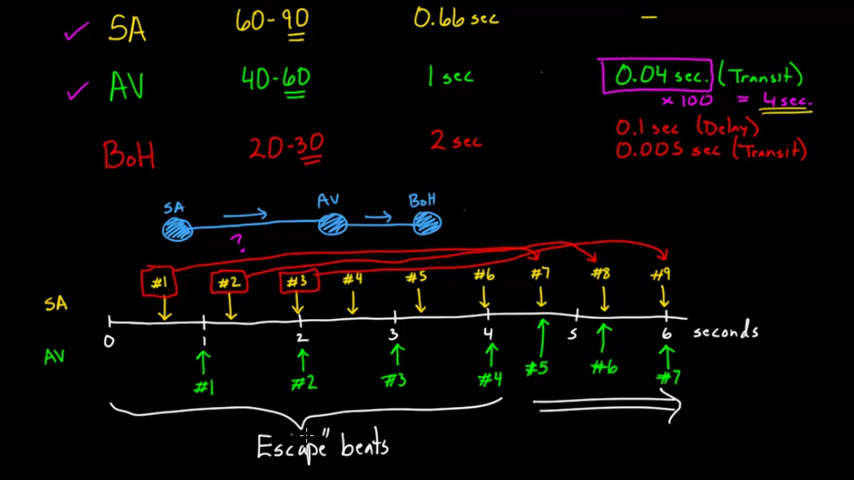 ✓ SA 60-90 0.66 sec –
✓ AV 40-60 1 sec 0.04 sec. (Transit)
x100 = 4 sec.
0.1 sec (Delay)
BoH 20-30 2 sec 0.005 sec (Transit)
SA AV BoH
?
#1 #2 #3 #4 #5 #6 #7 #8 #9
SA
0 1 2 3 4 5 6 seconds
AV
#1 #2 #3 #4 #5 #6 #7
Escape" beats